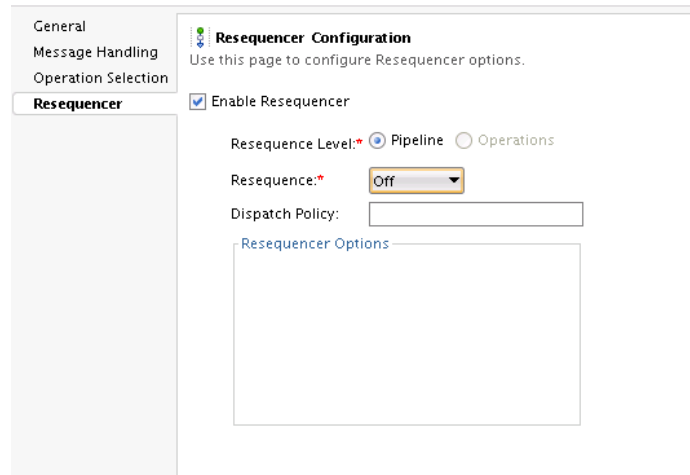 General
Message Handling
Operation Selection
Resequencer
Resequencer Configuration
Use this page to configure Resequencer options.
Enable Resequencer
Resequence Level:* Pipeline Operations
Resequence:* Off
Dispatch Policy:
Resequencer Options